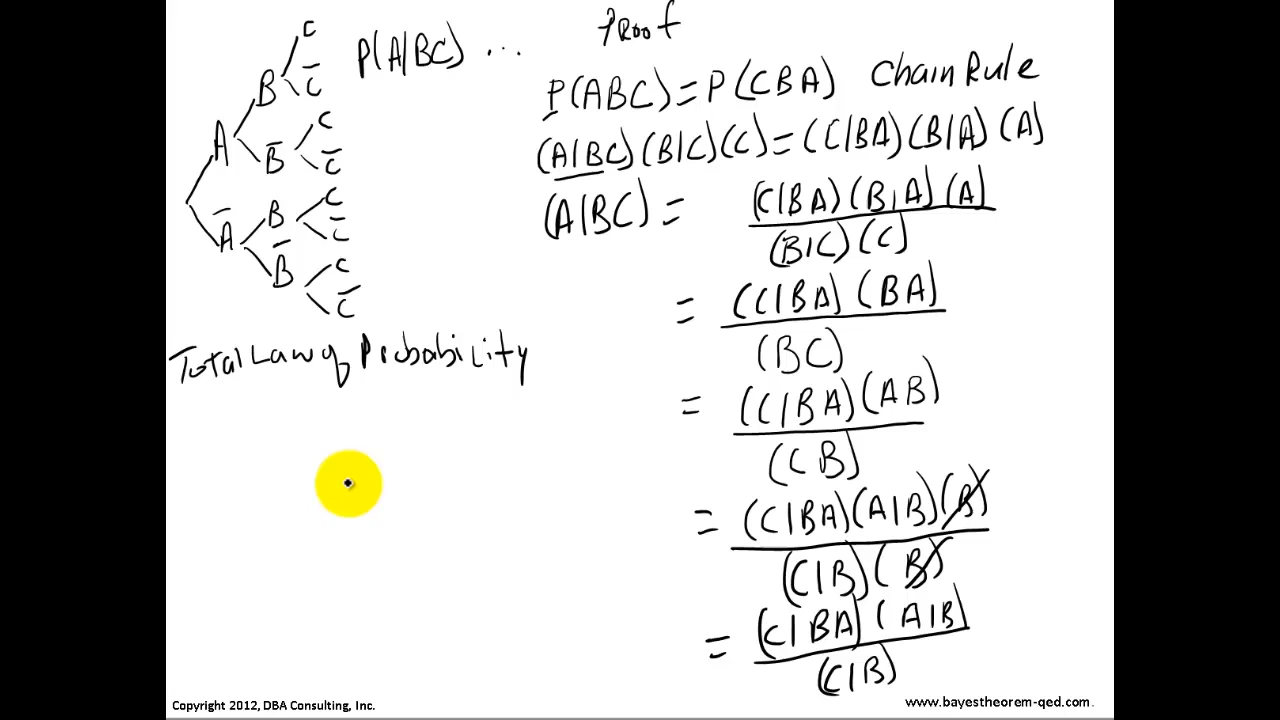 P(A|BC) ...
C
B
C̅
A
C
B̅
C̅
C
B
C̅
A̅
C
B̅
C̅
Total Law of Probability
Proof
P(ABC) = P(CBA) Chain Rule
(A|BC)(B|C)(C) = (C|BA)(B|A)(A)
(A|BC) = (C|BA)(B|A)(A)
(B|C)(C)
= (C|BA)(BA)
(BC)
= (C|BA)(AB)
(CB)
= (C|BA)(A|B)(B)
(C|B)(B)
= (C|BA)(A|B)
(C|B)
Copyright 2012, DBA Consulting, Inc.
www.bayestheorem-qed.com.